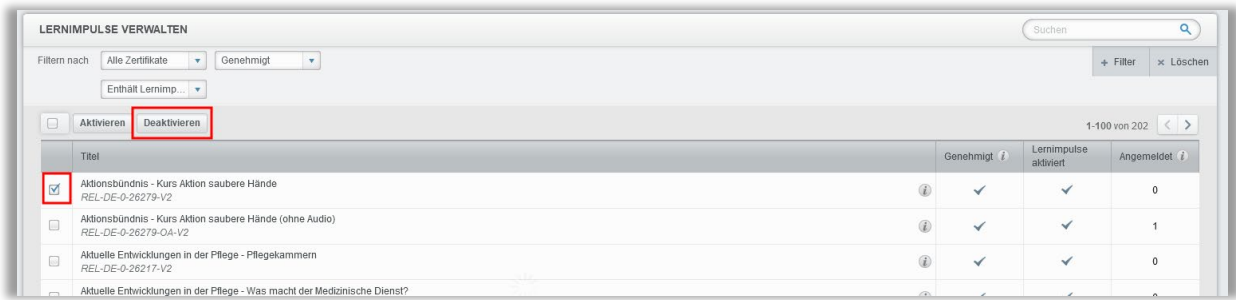 LERNIMPULSE VERWALTEN
Suchen
Filtern nach Alle Zertifikate Genehmigt + Filter × Löschen
Enthält Lernimp...
Aktivieren Deaktivieren 1-100 von 202 < >
Titel Genehmigt i Lernimpulse aktiviert Angemeldet i
Aktionsbündnis - Kurs Aktion saubere Hände i 0
REL-DE-0-26279-V2
Aktionsbündnis - Kurs Aktion saubere Hände (ohne Audio) i 1
REL-DE-0-26279-OA-V2
Aktuelle Entwicklungen in der Pflege - Pflegekammern i 0
REL-DE-0-26217-V2
Aktuelle Entwicklungen in der Pflege - Was macht der Medizinische Dienst?